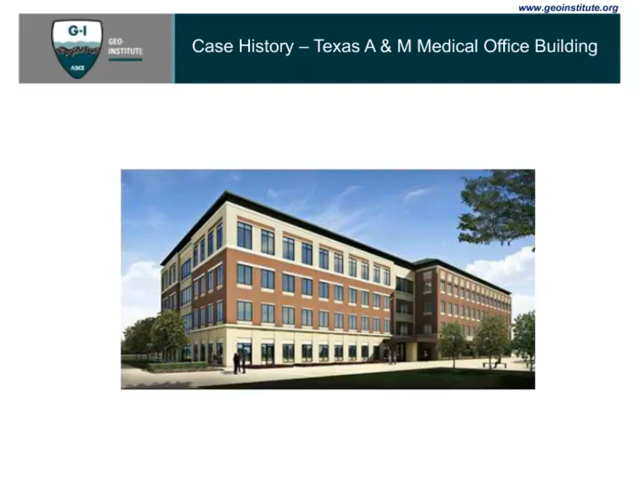 www.geoinstitute.org
G-I
GEO-
INSTITUTE
ASCE
Case History – Texas A & M Medical Office Building